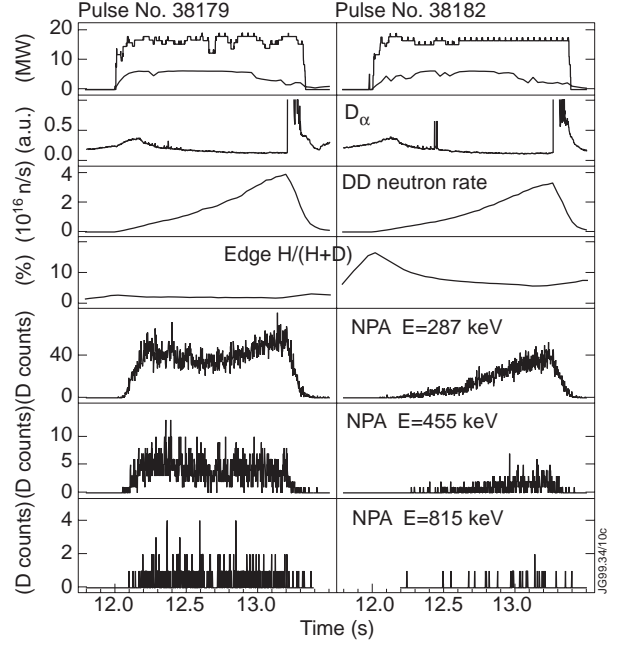 Pulse No. 38179
Pulse No. 38182
(MW)
20
10
0
(a.u.)
0.5
0.0
Dα
(10¹⁶ n/s)
4
2
0
DD neutron rate
(%)
10
0
Edge H/(H+D)
(D counts)
40
0
NPA E=287 keV
(D counts)
10
5
0
NPA E=455 keV
(D counts)
4
2
0
NPA E=815 keV
12.0 12.5 13.0 12.0 12.5 13.0
Time (s)
JG99.34/10c